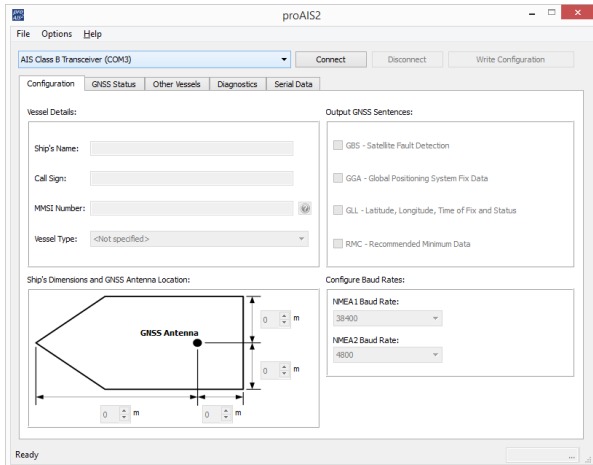 proAIS2
File Options Help
AIS Class B Transceiver (COM3) Connect Disconnect Write Configuration
Configuration GNSS Status Other Vessels Diagnostics Serial Data
Vessel Details:
Ship's Name:
Call Sign:
MMSI Number:
Vessel Type: <Not specified>
Output GNSS Sentences:
GBS - Satellite Fault Detection
GGA - Global Positioning System Fix Data
GLL - Latitude, Longitude, Time of Fix and Status
RMC - Recommended Minimum Data
Ship's Dimensions and GNSS Antenna Location:
GNSS Antenna
0 m
0 m
0 m 0 m
Configure Baud Rates:
NMEA1 Baud Rate:
38400
NMEA2 Baud Rate:
4800
Ready ...